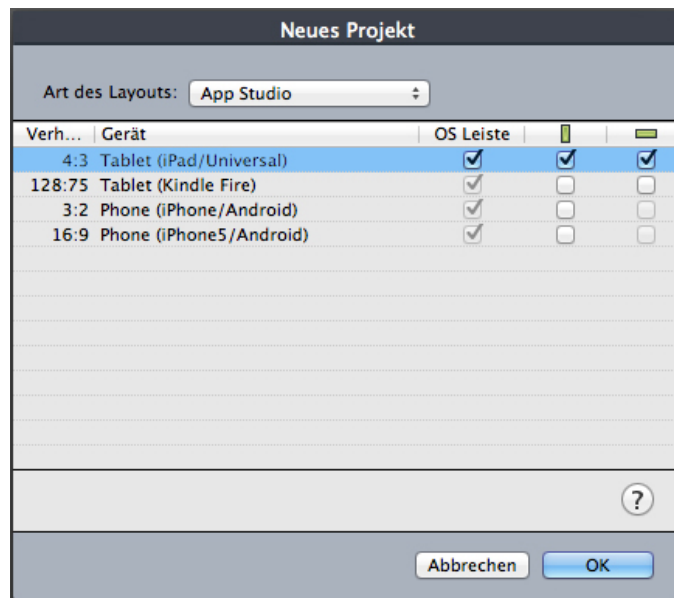 Neues Projekt
Art des Layouts: App Studio
Verh... Gerät OS Leiste
4:3 Tablet (iPad/Universal)
128:75 Tablet (Kindle Fire)
3:2 Phone (iPhone/Android)
16:9 Phone (iPhone5/Android)
?
Abbrechen OK